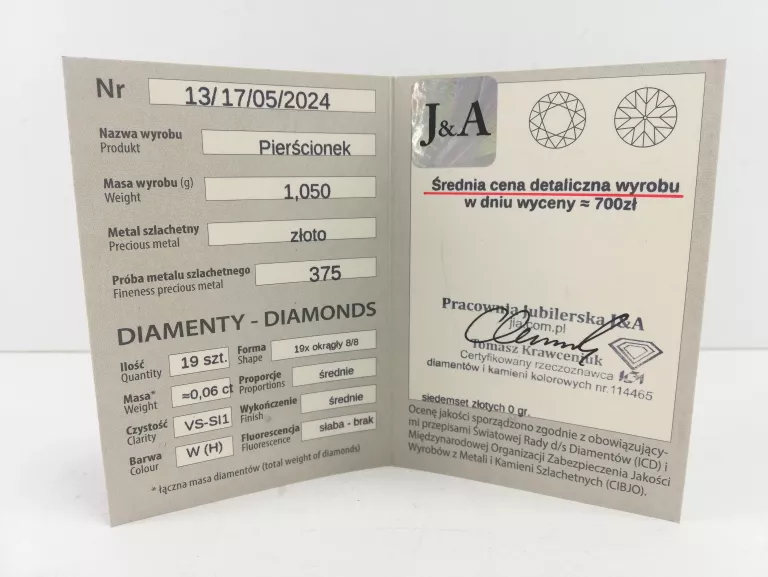 Nr 13/17/05/2024
Nazwa wyrobu
Produkt
Pierścionek
Masa wyrobu (g)
Weight
1,050
Metal szlachetny
Precious metal
złoto
Próba metalu szlachetnego
Fineness precious metal
375
DIAMENTY - DIAMONDS
Ilość
Quantity
19 szt.
Masa*
Weight
≈0,06 ct
Czystość
Clarity
VS-SI1
Barwa
Colour
W (H)
Forma
Shape
19x okrągły 8/8
Proporcje
Proportions
średnie
Wykończenie
Finish
średnie
Fluorescencja
Fluorescence
słaba - brak
* łączna masa diamentów (total weight of diamonds)
J&A
Średnia cena detaliczna wyrobu
w dniu wyceny ≈ 700zł
Pracownia Jubilerska J&A
jia.com.pl
Tomasz Krawczuk
Certyfikowany rzeczoznawca
diamentów i kamieni kolorowych nr. 114465
siedemset złotych 0 gr.
Ocenę jakości sporządzono zgodnie z obowiązujący-
mi przepisami Światowej Rady d/s Diamentów (ICD) i
Międzynarodowej Organizacji Zabezpieczenia Jakości
Wyrobów z Metali i Kamieni Szlachetnych (CIBJO).